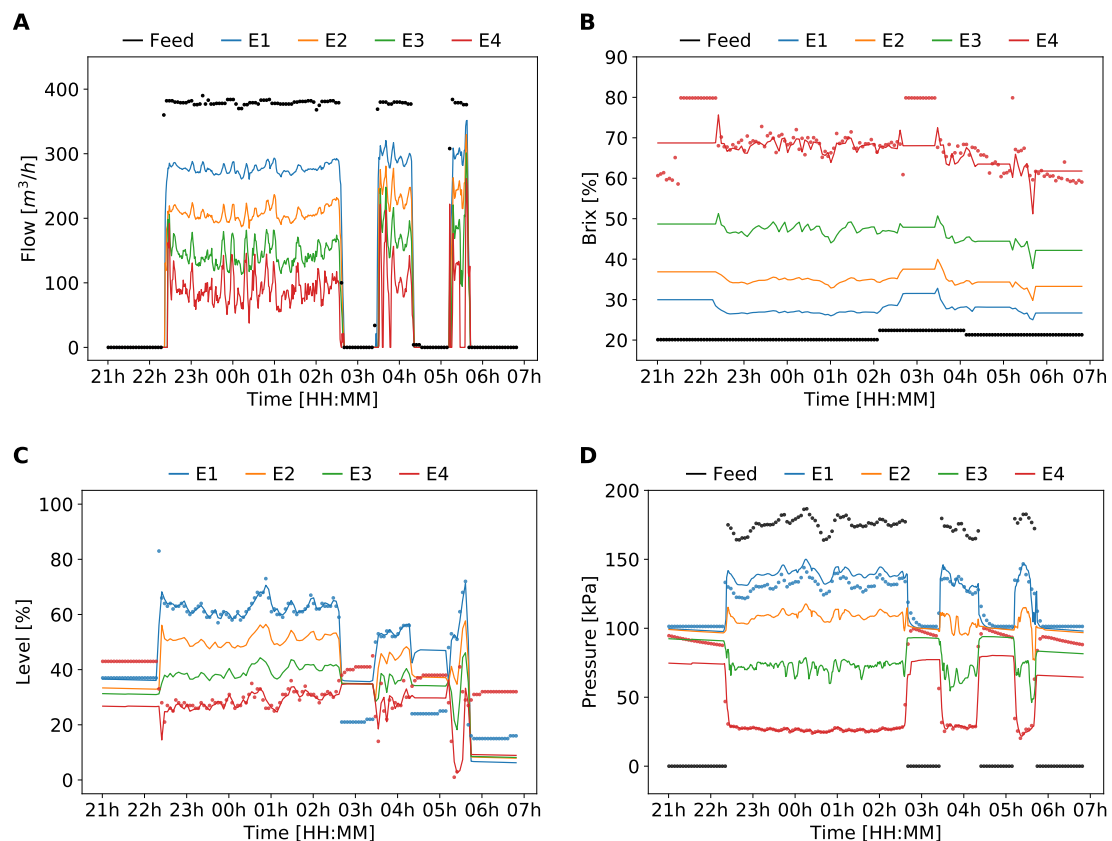 A
Feed E1 E2 E3 E4
Flow [m³/h]
400
300
200
100
0
21h 22h 23h 00h 01h 02h 03h 04h 05h 06h 07h
Time [HH:MM]
B
Feed E1 E2 E3 E4
Brix [%]
90
80
70
60
50
40
30
20
21h 22h 23h 00h 01h 02h 03h 04h 05h 06h 07h
Time [HH:MM]
C
E1 E2 E3 E4
Level [%]
100
80
60
40
20
0
21h 22h 23h 00h 01h 02h 03h 04h 05h 06h 07h
Time [HH:MM]
D
Feed E1 E2 E3 E4
Pressure [kPa]
200
150
100
50
0
21h 22h 23h 00h 01h 02h 03h 04h 05h 06h 07h
Time [HH:MM]